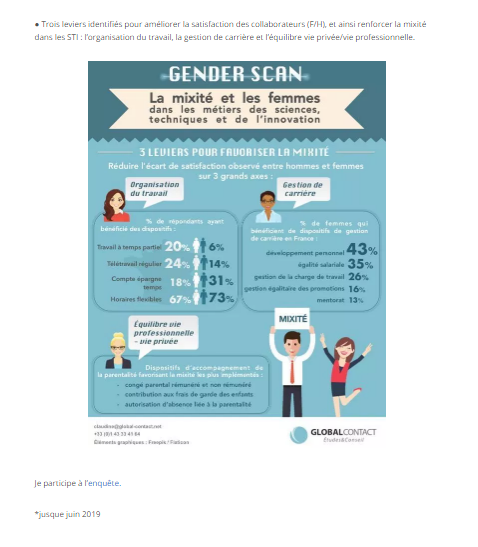 ● Trois leviers identifiés pour améliorer la satisfaction des collaborateurs (F/H), et ainsi renforcer la mixité
dans les STI : l'organisation du travail, la gestion de carrière et l'équilibre vie privée/vie professionnelle.
GENDER SCAN
La mixité et les femmes
dans les métiers des sciences,
techniques et de l'innovation
3 LEVIERS POUR FAVORISER LA MIXITÉ
Réduire l'écart de satisfaction observé entre hommes et femmes
sur 3 grands axes :
Organisation
du travail
% de répondants ayant
bénéficié des dispositifs :
Travail à temps partiel 20% 6%
Télétravail régulier 24% 14%
Compte épargne
temps 18% 31%
Horaires flexibles 67% 73%
Gestion de
carrière
% de femmes qui
bénéficient de dispositifs de gestion
de carrière en France :
développement personnel 43%
égalité salariale 35%
gestion de la charge de travail 26%
gestion égalitaire des promotions 16%
mentorat 13%
Équilibre vie
professionnelle
- vie privée
Dispositifs d'accompagnement de
la parentalité favorisant la mixité les plus implémentés :
- congé parental rémunéré et non rémunéré
- contribution aux frais de garde des enfants
- autorisation d'absence liée à la parentalité
MIXITÉ
claudine@global-contact.net
Éléments graphiques : Freepik / Flaticon
GLOBALCONTACT
Études&Conseil
Je participe à l'enquête.
*jusque juin 2019